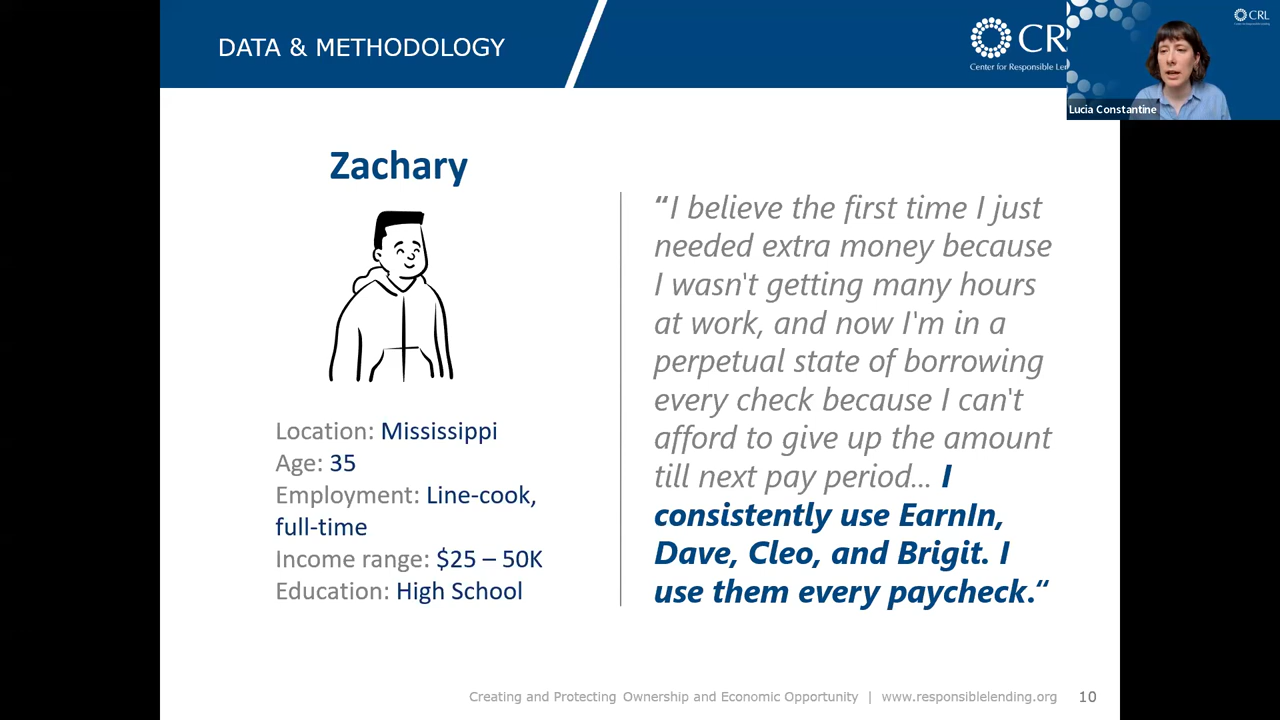 DATA & METHODOLOGY
CR
Center for Responsible Le
CRL
Lucia Constantine
Zachary
Location: Mississippi
Age: 35
Employment: Line-cook,
full-time
Income range: $25 – 50K
Education: High School
“I believe the first time I just
needed extra money because
I wasn't getting many hours
at work, and now I'm in a
perpetual state of borrowing
every check because I can't
afford to give up the amount
till next pay period... I
consistently use EarnIn,
Dave, Cleo, and Brigit. I
use them every paycheck.“
Creating and Protecting Ownership and Economic Opportunity | www.responsiblelending.org 10